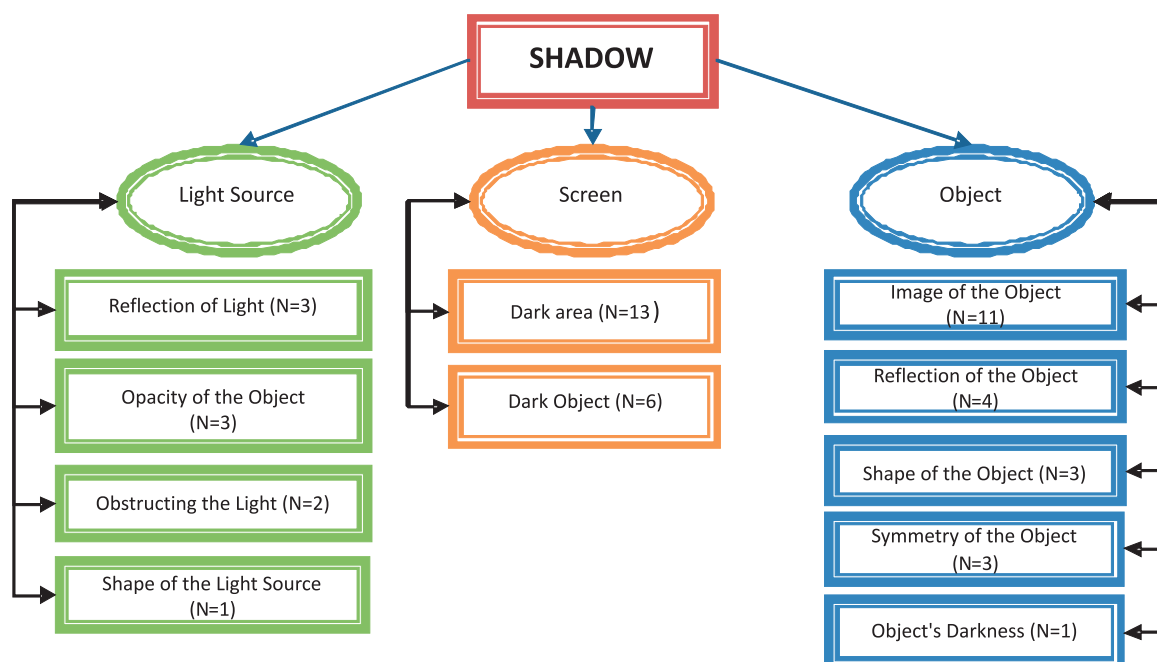 SHADOW
Light Source
Reflection of Light (N=3)
Opacity of the Object
(N=3)
Obstructing the Light (N=2)
Shape of the Light Source
(N=1)
Screen
Dark area (N=13)
Dark Object (N=6)
Object
Image of the Object
(N=11)
Reflection of the Object
(N=4)
Shape of the Object (N=3)
Symmetry of the Object
(N=3)
Object's Darkness (N=1)